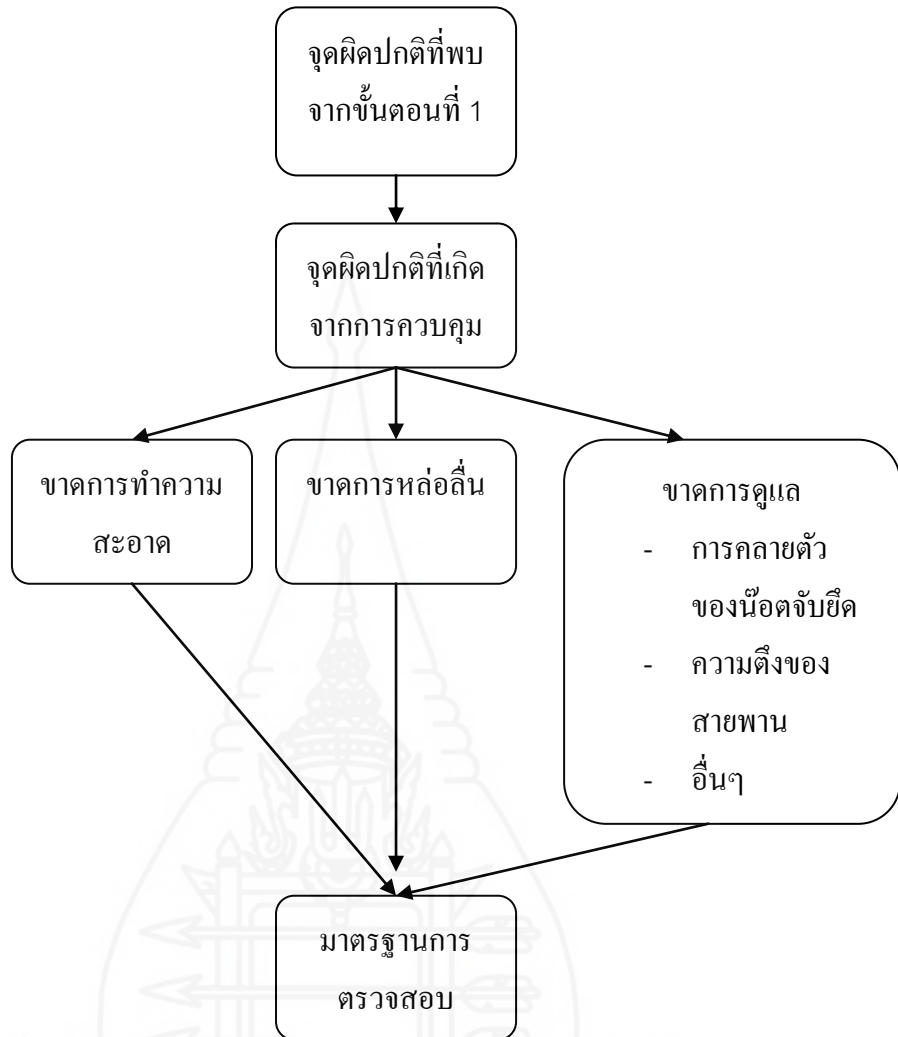 จุดผิดปกติที่พบ
จากขั้นตอนที่ 1
จุดผิดปกติที่เกิด
จากการควบคุม
ขาดการทำความ
สะอาด
ขาดการหล่อลื่น
ขาดการดูแล
- การคลายตัว
ของน๊อตจับยึด
- ความตึงของ
สายพาน
- อื่นๆ
มาตรฐานการ
ตรวจสอบ